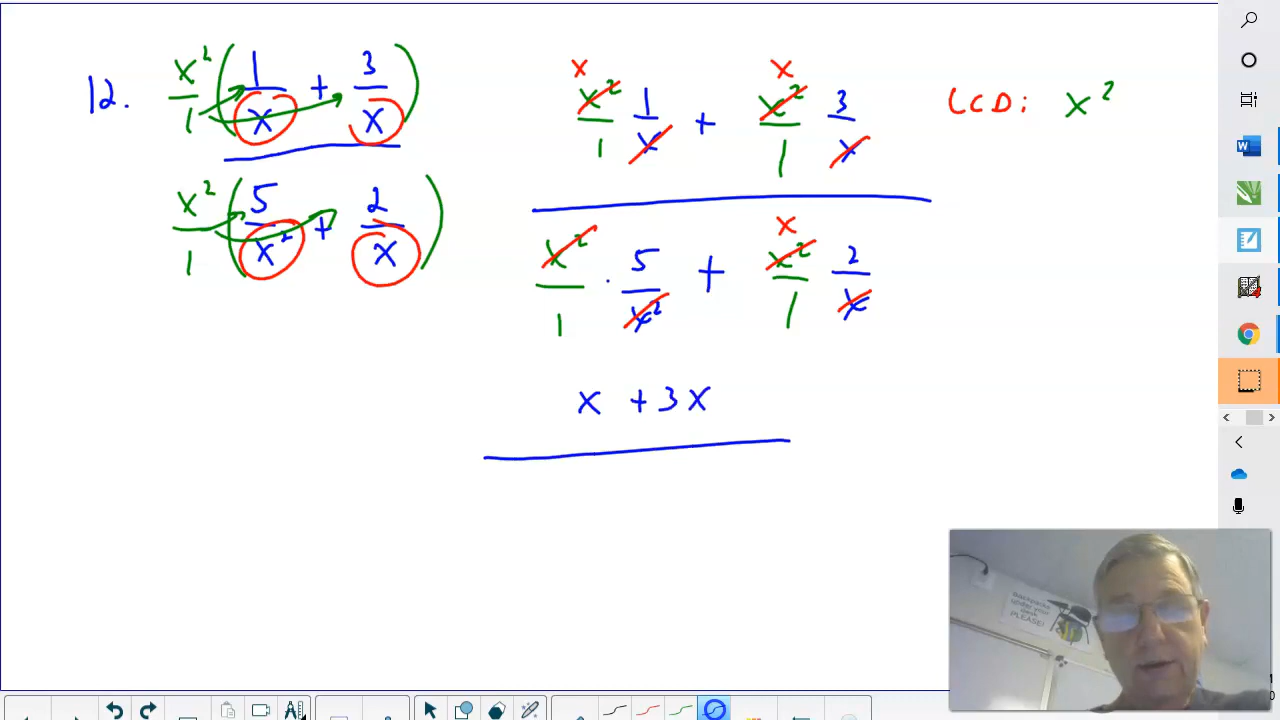 12. x²/1 (1/x + 3/x)
x²/1 (5/x² + 2/x)
x x
x²/1 1/x + x²/1 3/x
x
x²/1 · 5/x² + x²/1 2/x
LCD: x²
x + 3x
PLEASE!